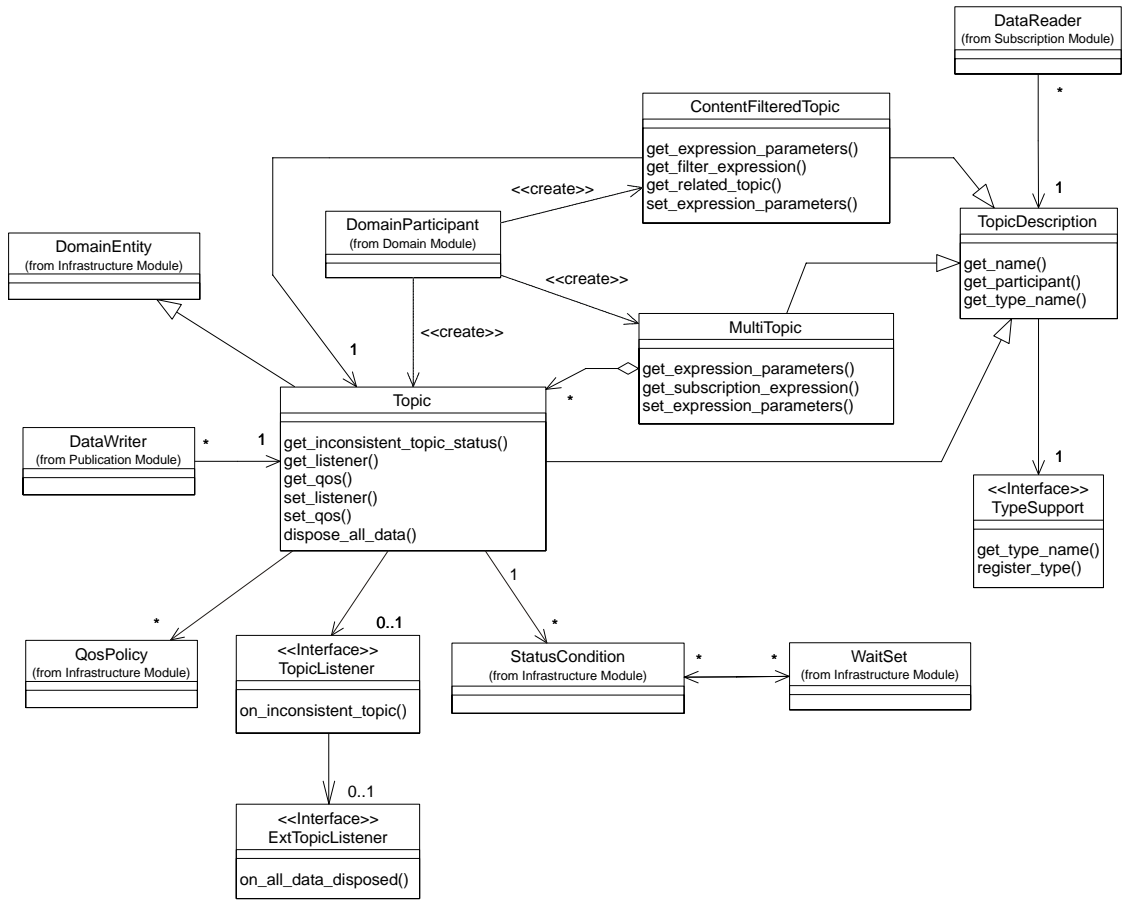 DataReader
(from Subscription Module)
*
1
ContentFilteredTopic
get_expression_parameters()
get_filter_expression()
get_related_topic()
set_expression_parameters()
<<create>>
DomainParticipant
(from Domain Module)
TopicDescription
get_name()
get_participant()
get_type_name()
DomainEntity
(from Infrastructure Module)
<<create>>
<<create>>
MultiTopic
get_expression_parameters()
get_subscription_expression()
set_expression_parameters()
1
*
Topic
get_inconsistent_topic_status()
get_listener()
get_qos()
set_listener()
set_qos()
dispose_all_data()
DataWriter
(from Publication Module)
*
1
1
<<Interface>>
TypeSupport
get_type_name()
register_type()
1
*
0..1
*
QosPolicy
(from Infrastructure Module)
<<Interface>>
TopicListener
on_inconsistent_topic()
StatusCondition
(from Infrastructure Module)
*
*
WaitSet
(from Infrastructure Module)
0..1
<<Interface>>
ExtTopicListener
on_all_data_disposed()